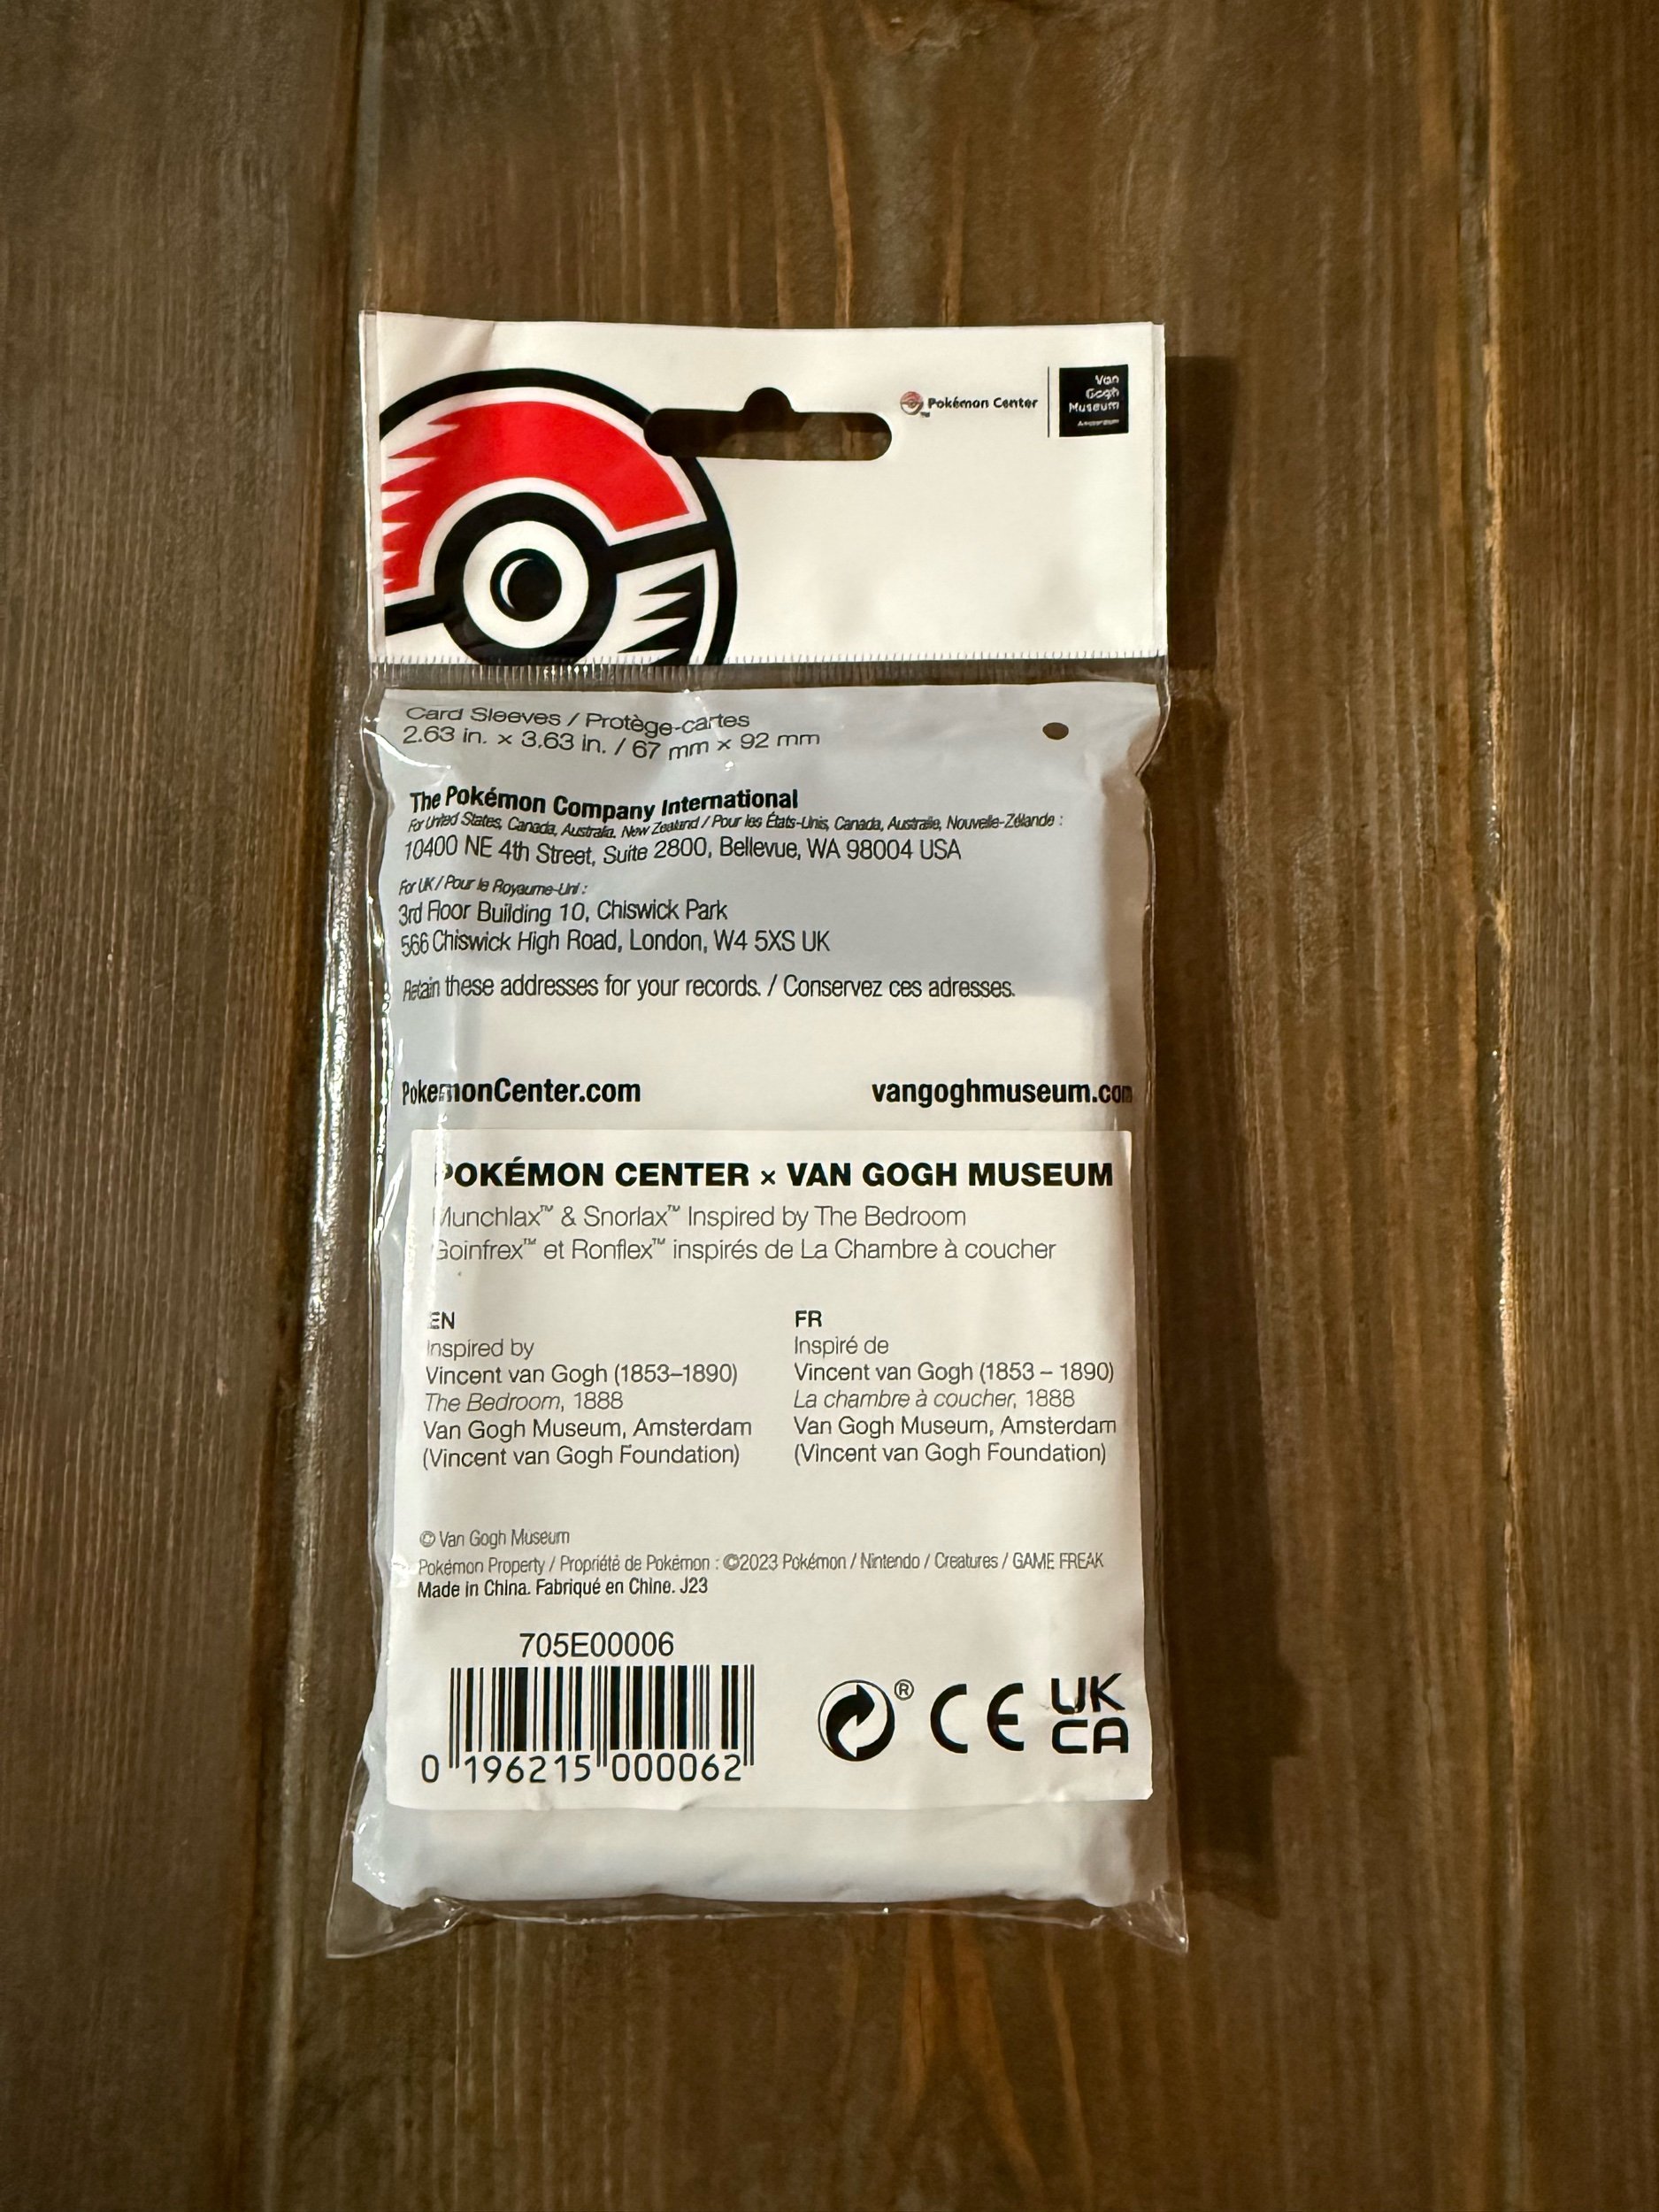 Pokémon Center
TM
Van
Gogh
Museum
Amsterdam
Card Sleeves / Protège-cartes
2.63 in. × 3.63 in. / 67 mm × 92 mm
The Pokémon Company International
For United States, Canada, Australia, New Zealand / Pour les États-Unis, Canada, Australie, Nouvelle-Zélande :
10400 NE 4th Street, Suite 2800, Bellevue, WA 98004 USA
For UK / Pour le Royaume-Uni :
3rd Floor Building 10, Chiswick Park
566 Chiswick High Road, London, W4 5XS UK
Retain these addresses for your records. / Conservez ces adresses.
PokemonCenter.com
vangoghmuseum.com
POKÉMON CENTER × VAN GOGH MUSEUM
Munchlax™ & Snorlax™ Inspired by The Bedroom
Goinfrex™ et Ronflex™ inspirés de La Chambre à coucher
EN
Inspired by
Vincent van Gogh (1853–1890)
The Bedroom, 1888
Van Gogh Museum, Amsterdam
(Vincent van Gogh Foundation)
FR
Inspiré de
Vincent van Gogh (1853 – 1890)
La chambre à coucher, 1888
Van Gogh Museum, Amsterdam
(Vincent van Gogh Foundation)
© Van Gogh Museum
Pokémon Property / Propriété de Pokémon : ©2023 Pokémon / Nintendo / Creatures / GAME FREAK
Made in China. Fabriqué en Chine. J23
705E00006
0 196215 000062
® CE UK
CA